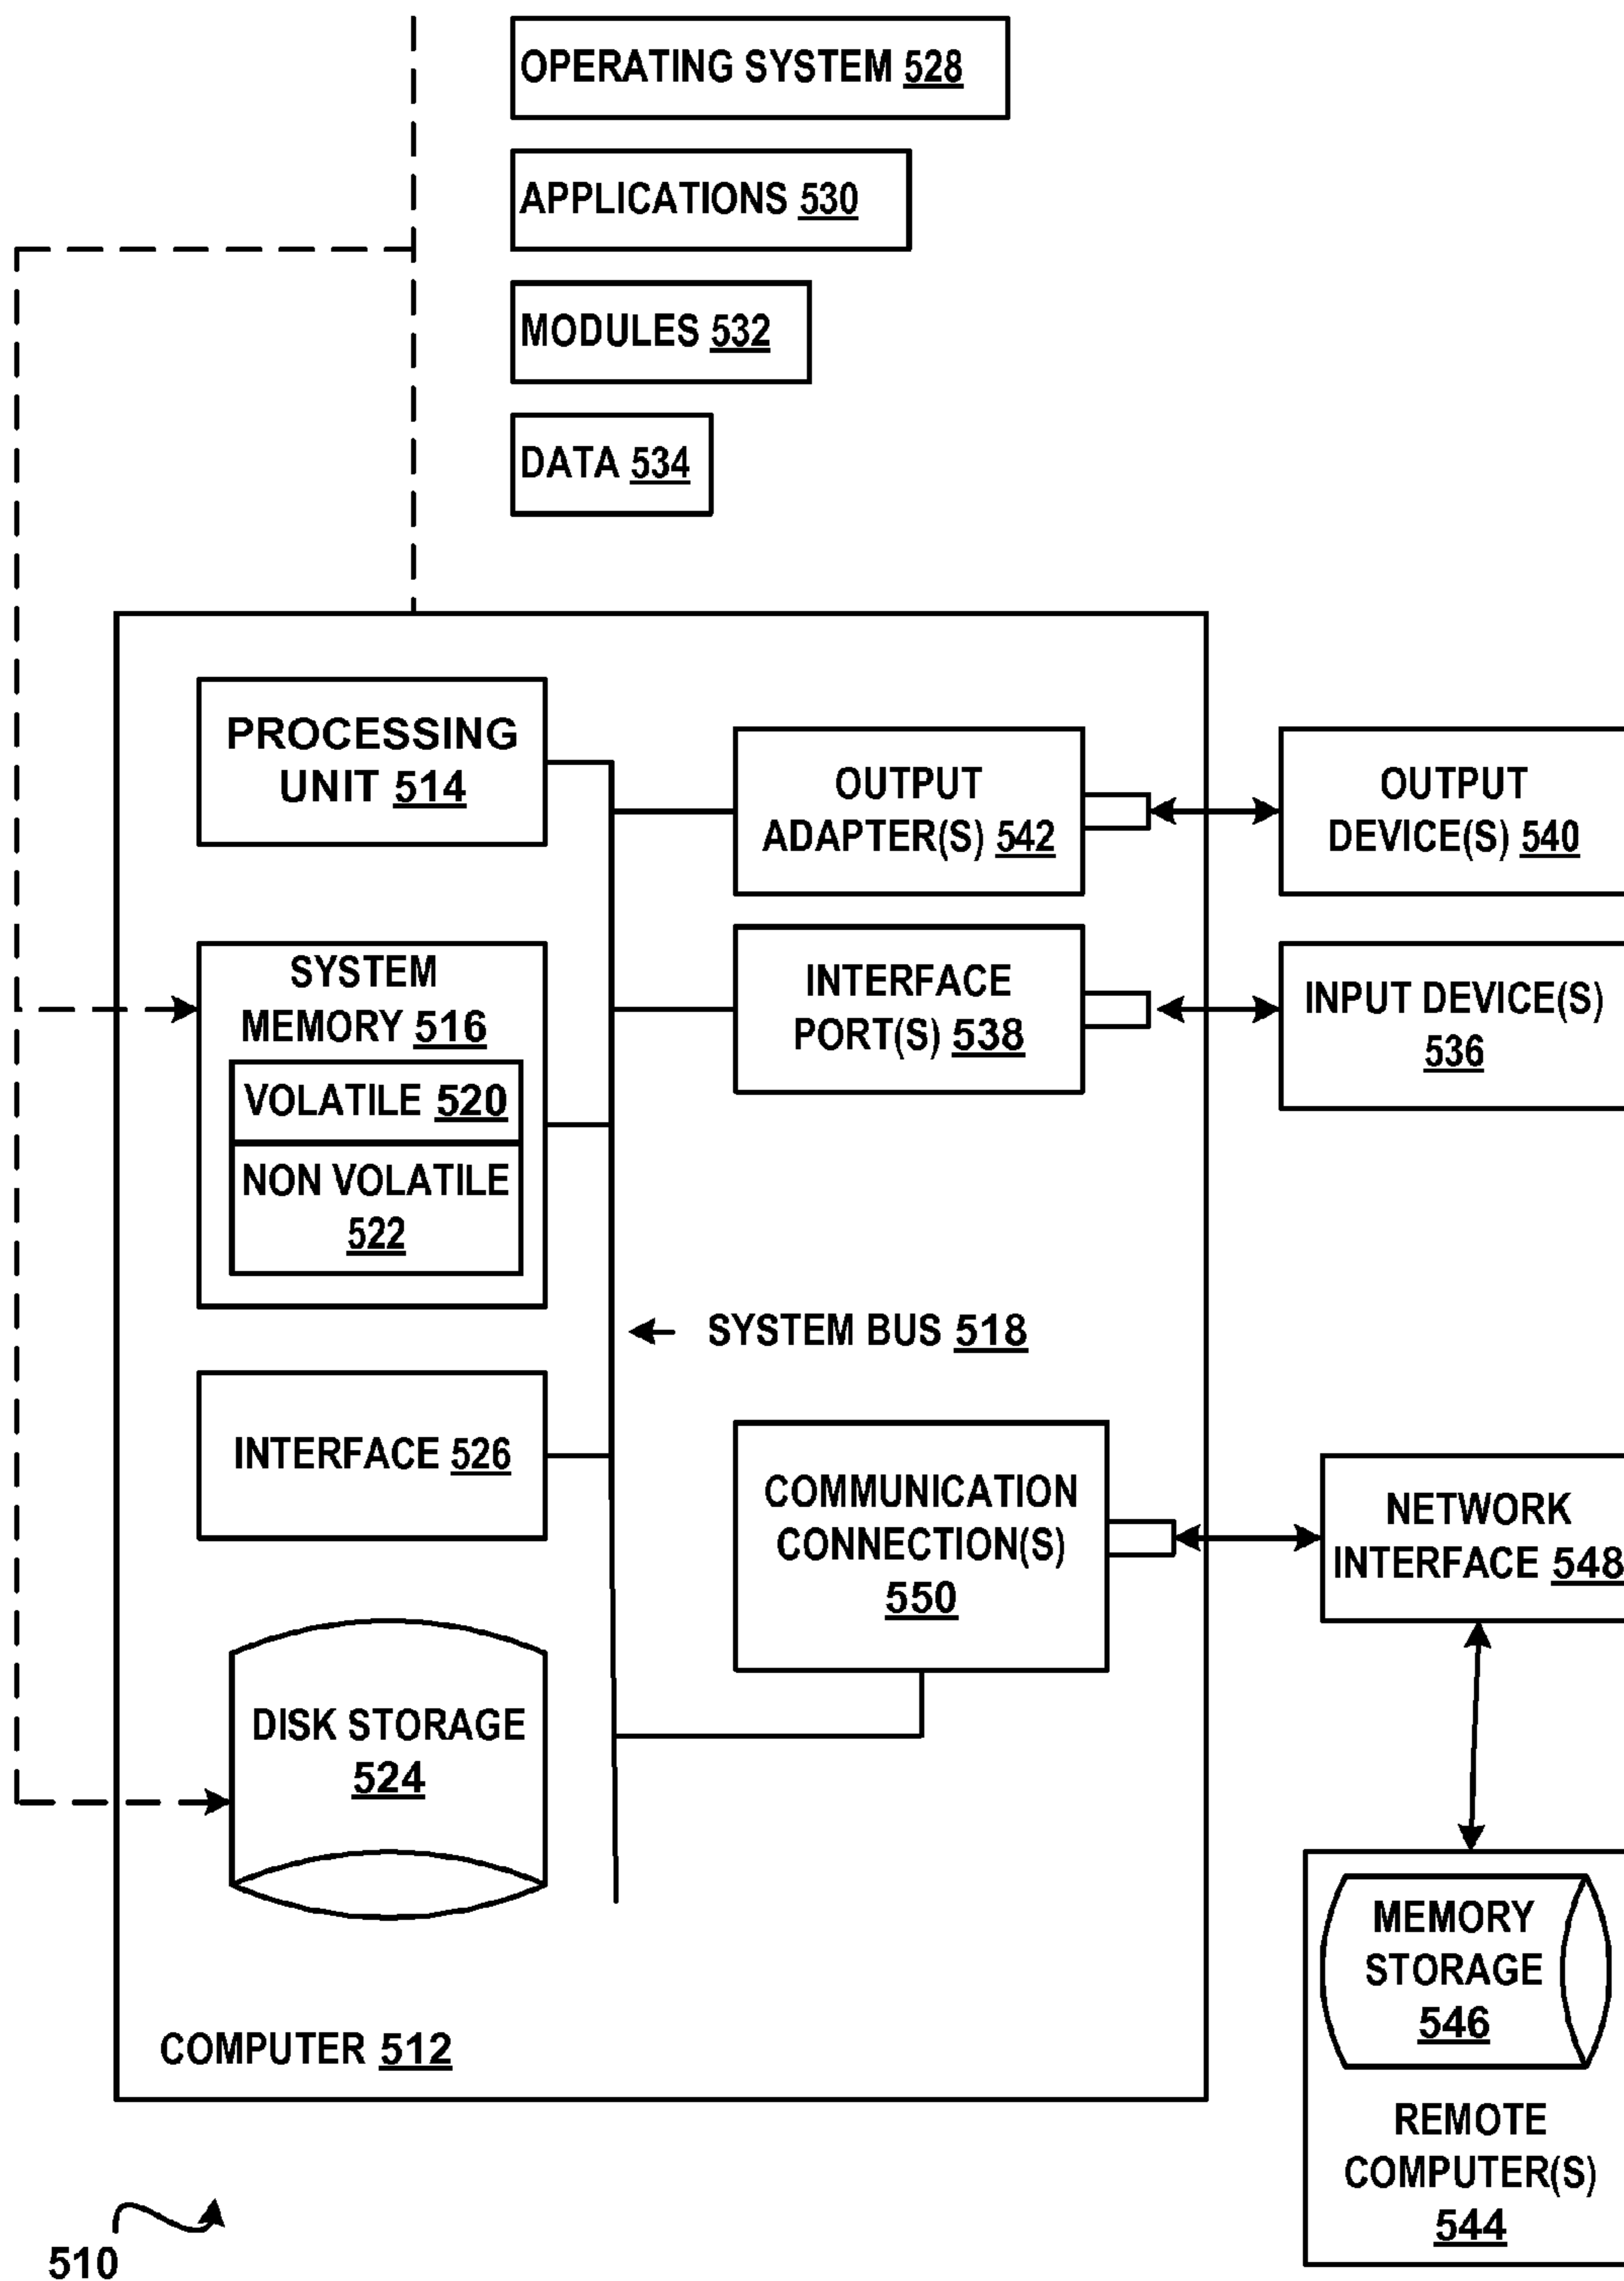 OPERATING SYSTEM 528
APPLICATIONS 530
MODULES 532
DATA 534
PROCESSING
UNIT 514
OUTPUT
ADAPTER(S) 542
OUTPUT
DEVICE(S) 540
SYSTEM
MEMORY 516
VOLATILE 520
NON VOLATILE
522
INTERFACE
PORT(S) 538
INPUT DEVICE(S)
536
SYSTEM BUS 518
INTERFACE 526
COMMUNICATION
CONNECTION(S)
550
NETWORK
INTERFACE 548
DISK STORAGE
524
MEMORY
STORAGE
546
REMOTE
COMPUTER(S)
544
COMPUTER 512
510